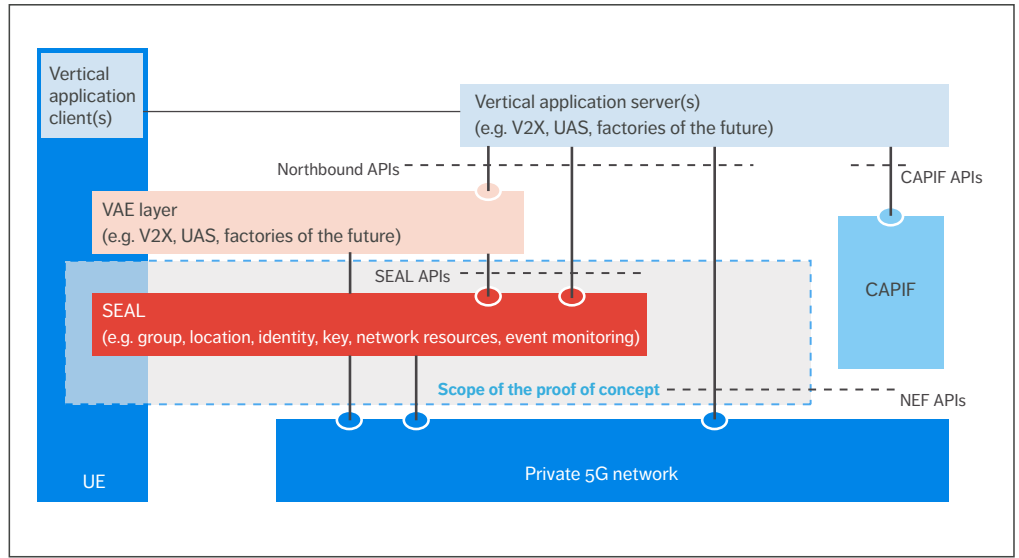 Vertical
application
client(s)
Vertical application server(s)
(e.g. V2X, UAS, factories of the future)
Northbound APIs
CAPIF APIs
VAE layer
(e.g. V2X, UAS, factories of the future)
SEAL APIs
CAPIF
SEAL
(e.g. group, location, identity, key, network resources, event monitoring)
Scope of the proof of concept
NEF APIs
UE
Private 5G network